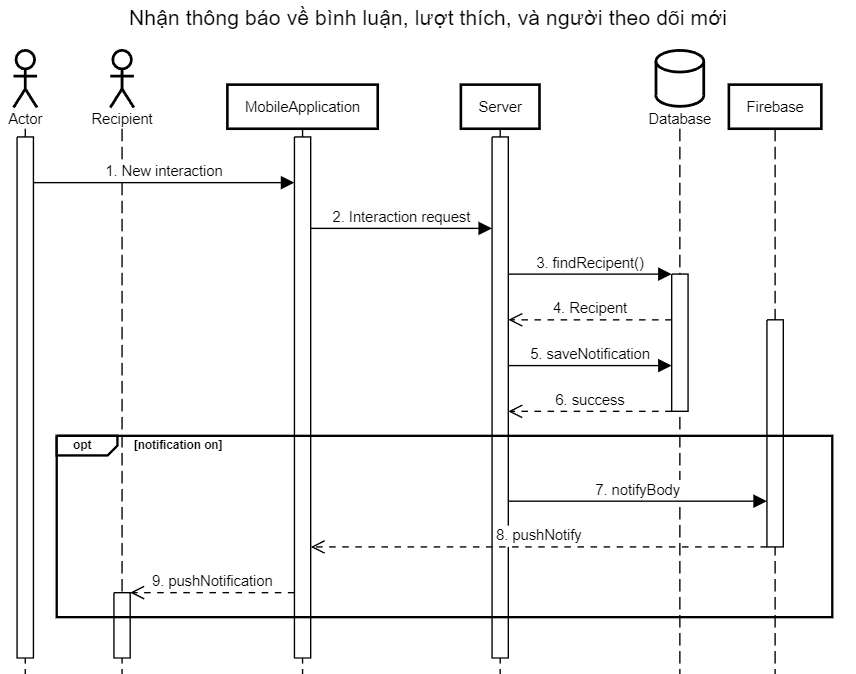 Nhận thông báo về bình luận, lượt thích, và người theo dõi mới
Actor
Recipient
MobileApplication
Server
Database
Firebase
1. New interaction
2. Interaction request
3. findRecipent()
4. Recipent
5. saveNotification
6. success
opt
[notification on]
7. notifyBody
8. pushNotify
9. pushNotification